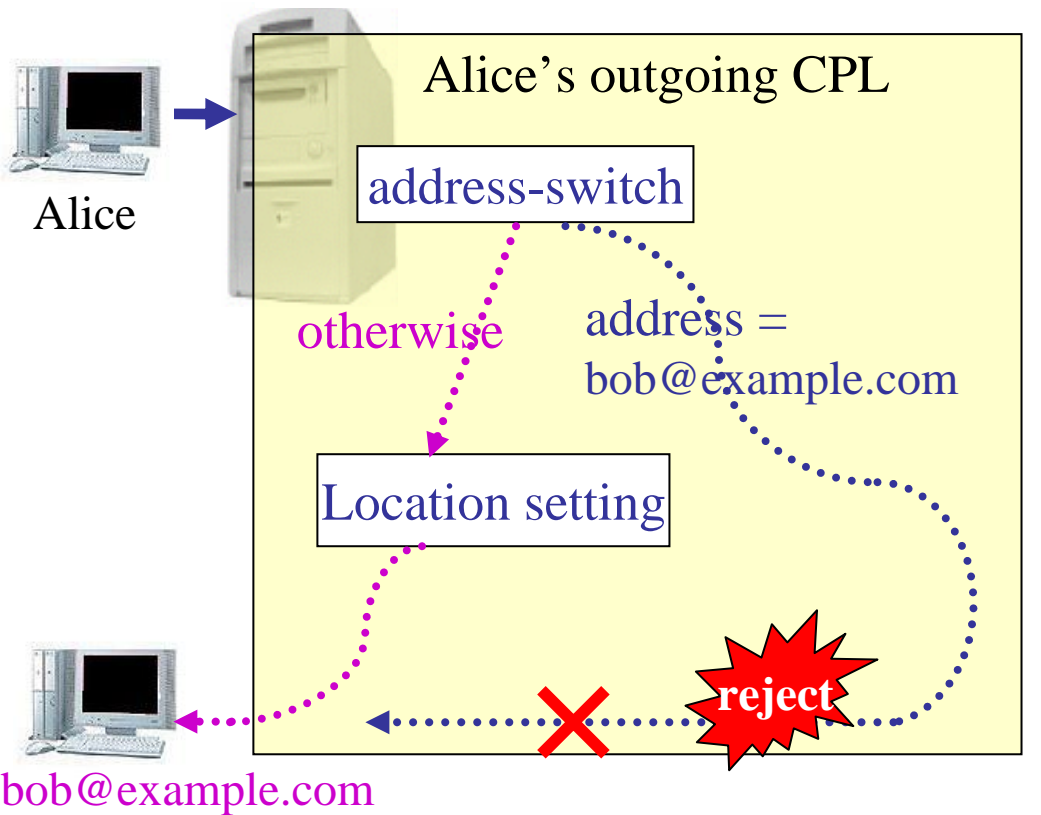 Alice’s outgoing CPL
address-switch
Alice
otherwise
address =
bob@example.com
Location setting
reject
bob@example.com